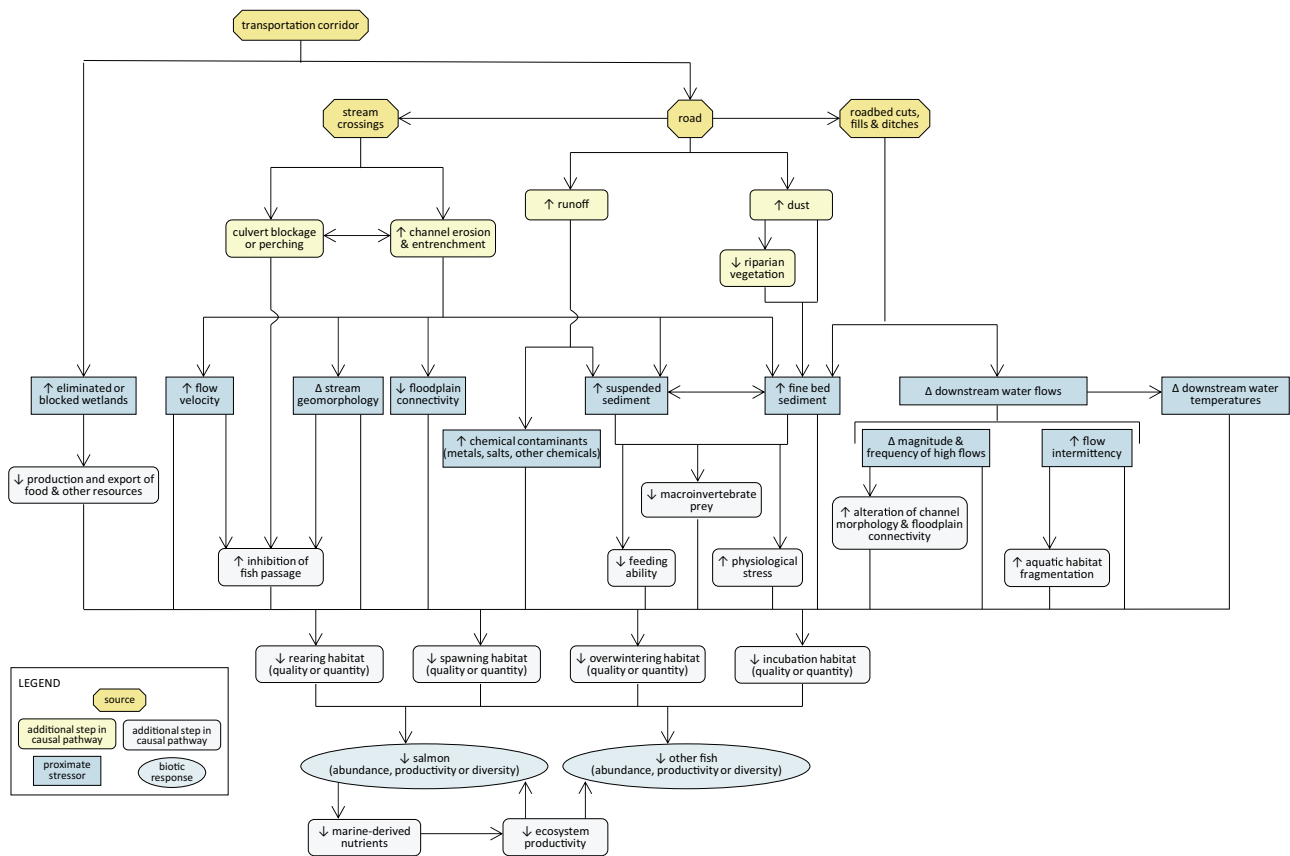 transportation corridor
stream
crossings
road
roadbed cuts,
fills & ditches
↑ runoff
↑ dust
culvert blockage
or perching
↑ channel erosion
& entrenchment
↓ riparian
vegetation
↑ eliminated or
blocked wetlands
↑ flow
velocity
Δ stream
geomorphology
↓ floodplain
connectivity
↑ suspended
sediment
↑ fine bed
sediment
Δ downstream water flows
Δ downstream water
temperatures
↑ chemical contaminants
(metals, salts, other chemicals)
Δ magnitude &
frequency of high flows
↑ flow
intermittency
↓ production and export of
food & other resources
↓ macroinvertebrate
prey
↑ alteration of channel
morphology & floodplain
connectivity
↑ inhibition of
fish passage
↓ feeding
ability
↑ physiological
stress
↑ aquatic habitat
fragmentation
↓ rearing habitat
(quality or quantity)
↓ spawning habitat
(quality or quantity)
↓ overwintering habitat
(quality or quantity)
↓ incubation habitat
(quality or quantity)
LEGEND
source
additional step in
causal pathway
additional step in
causal pathway
proximate
stressor
biotic
response
↓ salmon
(abundance, productivity or diversity)
↓ other fish
(abundance, productivity or diversity)
↓ marine-derived
nutrients
↓ ecosystem
productivity